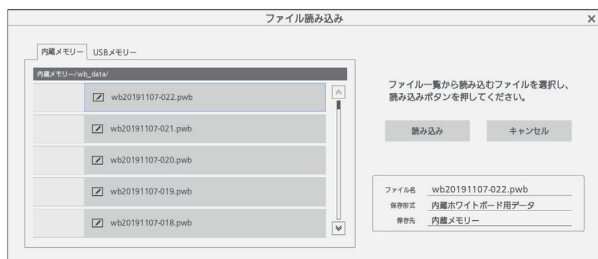 ファイル読み込み
内蔵メモリー USBメモリー
内蔵メモリー/wb_data/
wb20191107-022.pwb
wb20191107-021.pwb
wb20191107-020.pwb
wb20191107-019.pwb
wb20191107-018.pwb
ファイル一覧から読み込むファイルを選択し、
読み込みボタンを押してください。
読み込み キャンセル
ファイル名 wb20191107-022.pwb
保存形式 内蔵ホワイトボード用データ
保存先 内蔵メモリー